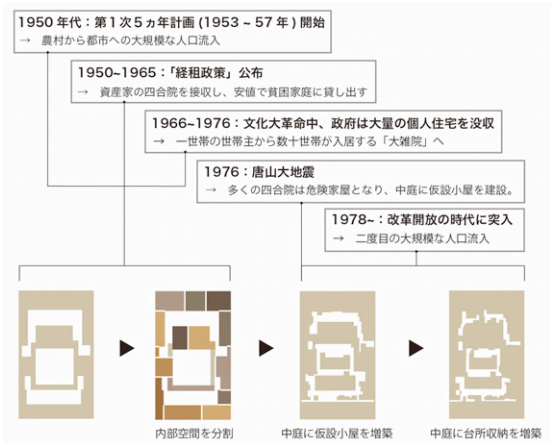 1950 年代：第１次５ヵ年計画 (1953 ~ 57 年 ) 開始
→ 農村から都市への大規模な人口流入
1950~1965：「経租政策」公布
→ 資産家の四合院を接収し、安値で貧困家庭に貸し出す
1966~1976：文化大革命中、政府は大量の個人住宅を没収
→ 一世帯の世帯主から数十世帯が入居する「大雑院」へ
1976：唐山大地震
→ 多くの四合院は危険家屋となり、中庭に仮設小屋を建設。
1978~：改革開放の時代に突入
→ 二度目の大規模な人口流入
内部空間を分割
中庭に仮設小屋を増築
中庭に台所収納を増築